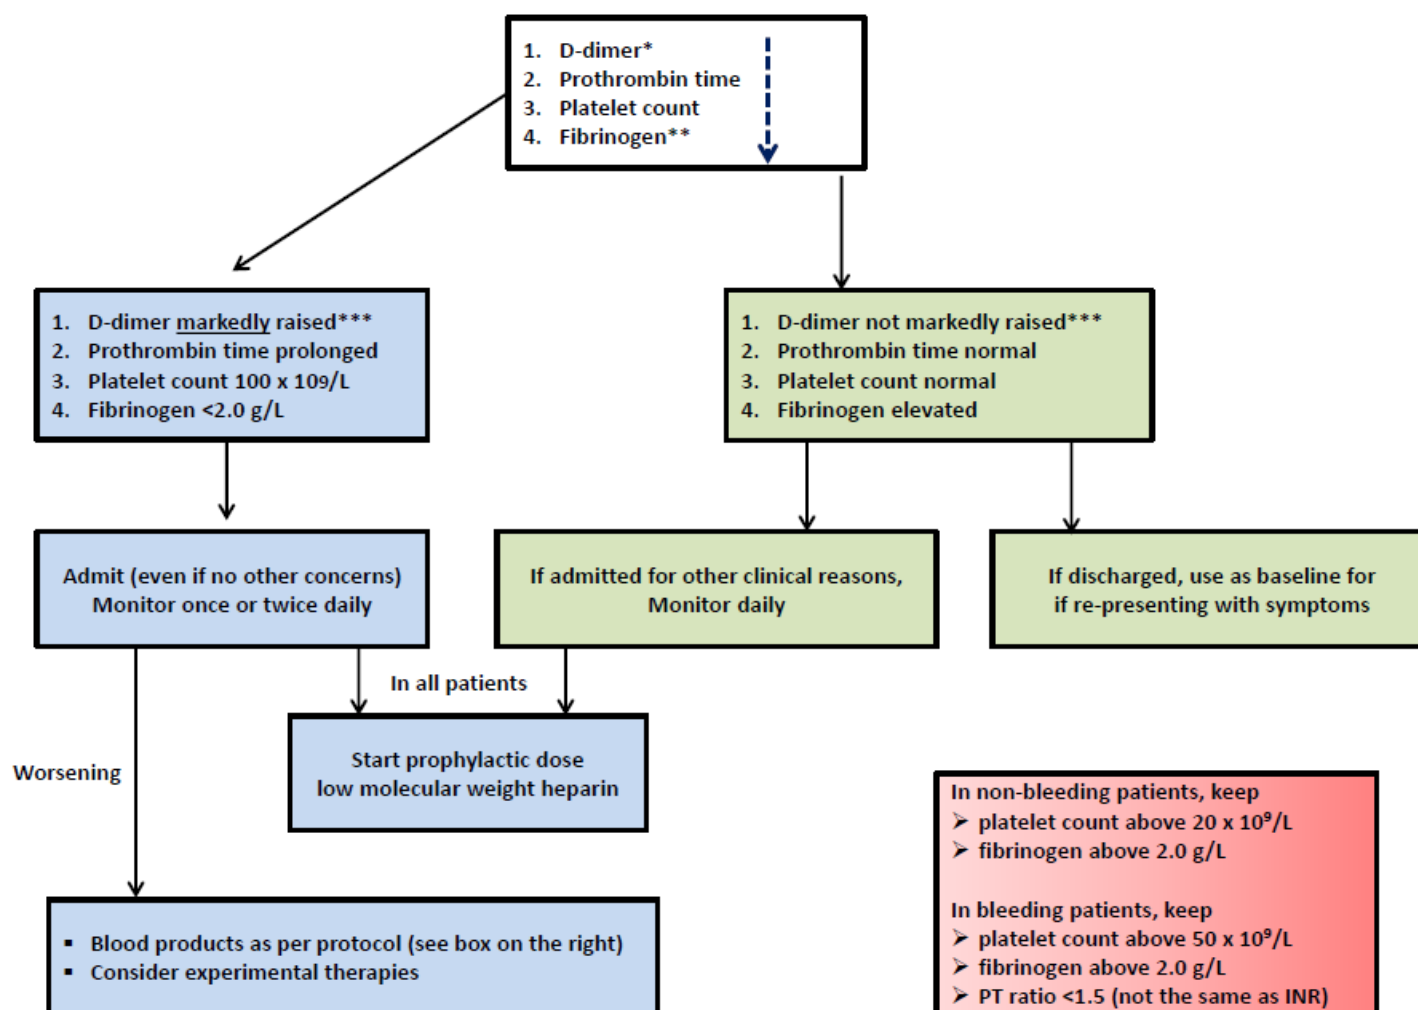 1. D-dimer*
2. Prothrombin time
3. Platelet count
4. Fibrinogen**
1. D-dimer markedly raised***
2. Prothrombin time prolonged
3. Platelet count 100 x 109/L
4. Fibrinogen <2.0 g/L
1. D-dimer not markedly raised***
2. Prothrombin time normal
3. Platelet count normal
4. Fibrinogen elevated
Admit (even if no other concerns)
Monitor once or twice daily
If admitted for other clinical reasons,
Monitor daily
If discharged, use as baseline for
if re-presenting with symptoms
In all patients
Start prophylactic dose
low molecular weight heparin
Worsening
▪ Blood products as per protocol (see box on the right)
▪ Consider experimental therapies
In non-bleeding patients, keep
➢ platelet count above 20 x 10⁹/L
➢ fibrinogen above 2.0 g/L
In bleeding patients, keep
➢ platelet count above 50 x 10⁹/L
➢ fibrinogen above 2.0 g/L
➢ PT ratio <1.5 (not the same as INR)